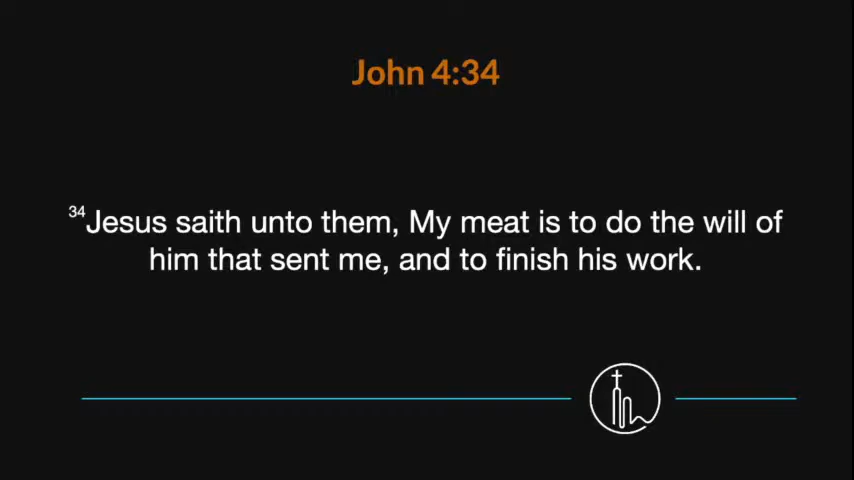 John 4:34
34Jesus saith unto them, My meat is to do the will of
him that sent me, and to finish his work.